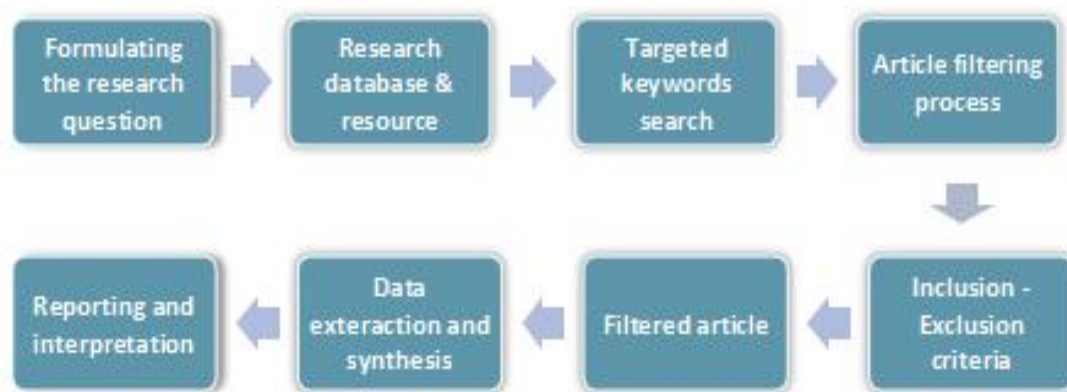 Formulating
the research
question
Research
database &
resource
Targeted
keywords
search
Article filtering
process
Inclusion -
Exclusion
criteria
Filtered article
Data
exteraction and
synthesis
Reporting and
interpretation